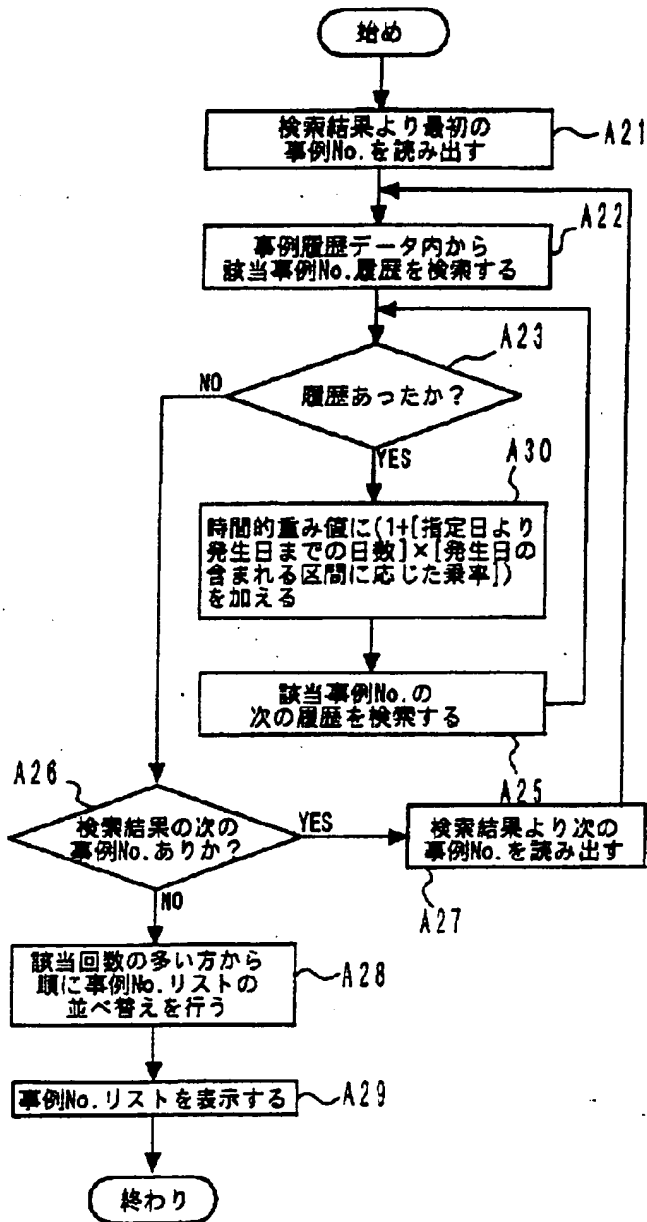 始め
検索結果より最初の
事例No.を読み出す
A21
A22
事例履歴データ内から
該当事例No.履歴を検索する
A23
NO
履歴あったか？
YES
A30
時間的重み値に(1+[指定日より
発生日までの日数]×[発生日の
含まれる区間に応じた乗率])
を加える
該当事例No.の
次の履歴を検索する
A25
A26
検索結果の次の
事例No.ありか？
YES
検索結果より次の
事例No.を読み出す
A27
NO
該当回数の多い方から
順に事例No.リストの
並べ替えを行う
A28
事例No.リストを表示する
A29
終わり